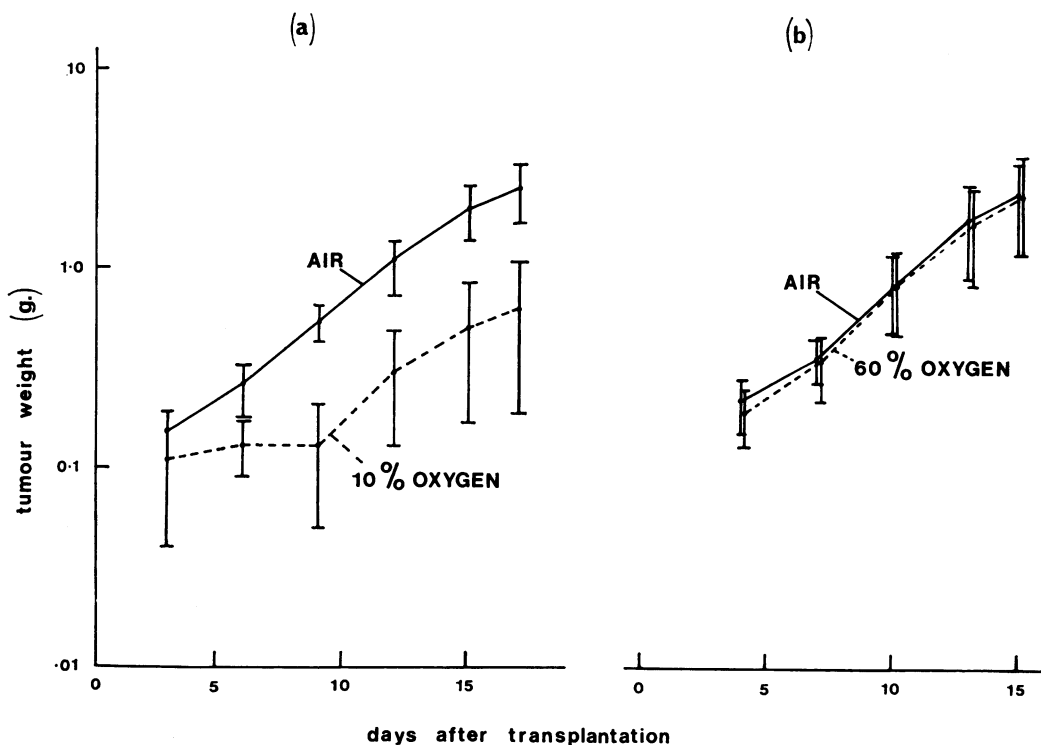 (a)
(b)
10
1·0
0·1
·01
tumour weight (g.)
AIR
10% OXYGEN
AIR
60% OXYGEN
0 5 10 15
0 5 10 15
days after transplantation